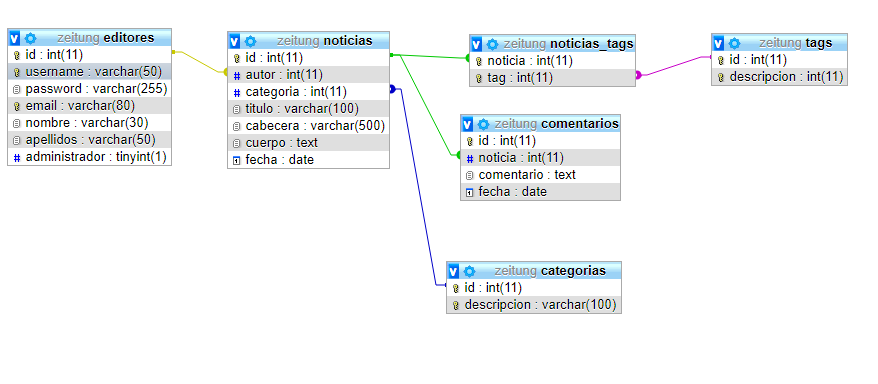 zeitung editores
id : int(11)
username : varchar(50)
password : varchar(255)
email : varchar(80)
nombre : varchar(30)
apellidos : varchar(50)
# administrador : tinyint(1)
zeitung noticias
id : int(11)
# autor : int(11)
# categoria : int(11)
titulo : varchar(100)
cabecera : varchar(500)
cuerpo : text
fecha : date
zeitung noticias_tags
noticia : int(11)
tag : int(11)
zeitung tags
id : int(11)
descripcion : int(11)
zeitung comentarios
id : int(11)
# noticia : int(11)
comentario : text
fecha : date
zeitung categorias
id : int(11)
descripcion : varchar(100)